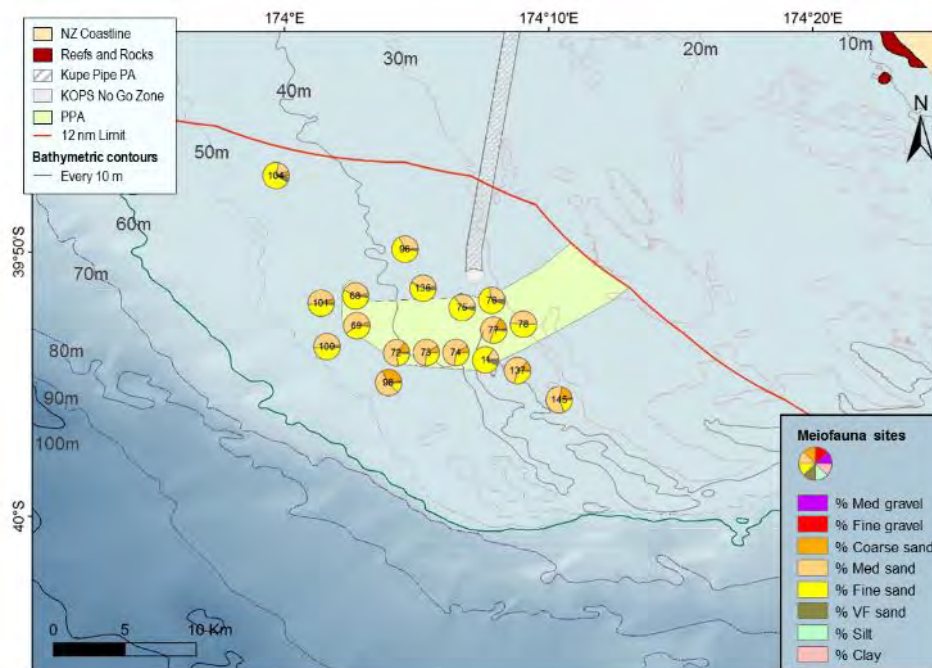 174°E
174°10'E
174°20'E
NZ Coastline
Reefs and Rocks
Kupe Pipe PA
KOPS No Go Zone
PPA
12 nm Limit
Bathymetric contours
Every 10 m
10m
20m
30m
40m
50m
60m
70m
80m
90m
100m
N
39°50'S
40°S
104
96
136
68
101
75
76
69
77
78
100
72
73
74
137
98
145
0 5 10 Km
Meiofauna sites
% Med gravel
% Fine gravel
% Coarse sand
% Med sand
% Fine sand
% VF sand
% Silt
% Clay